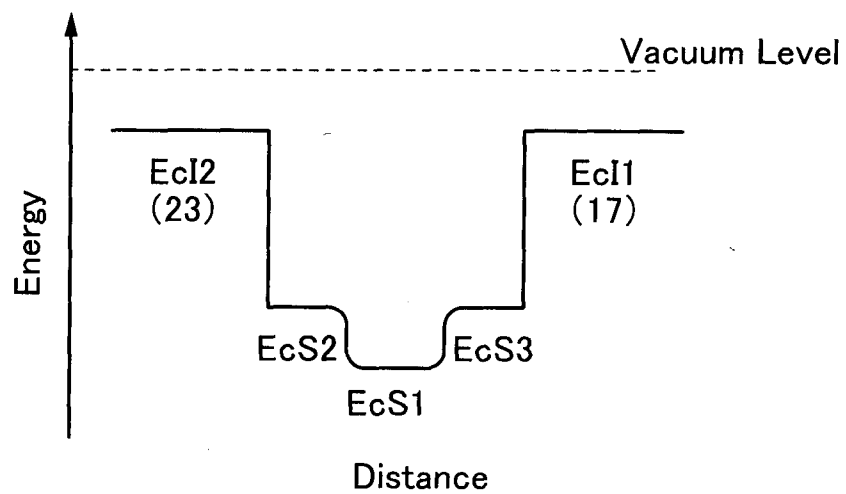 Vacuum Level
EcI2
(23)
EcI1
(17)
Energy
EcS2
EcS3
EcS1
Distance